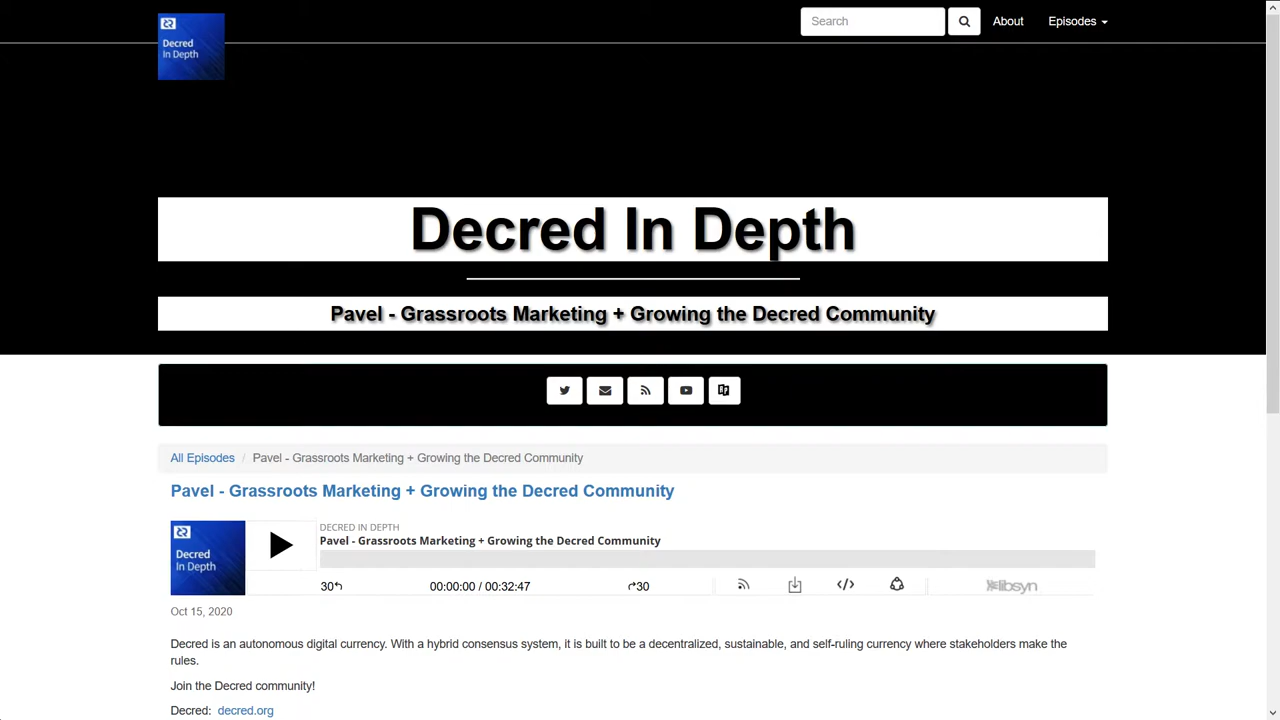 Decred
In Depth
Search
About
Episodes
Decred In Depth
Pavel - Grassroots Marketing + Growing the Decred Community
All Episodes / Pavel - Grassroots Marketing + Growing the Decred Community
Pavel - Grassroots Marketing + Growing the Decred Community
Decred
In Depth
DECRED IN DEPTH
Pavel - Grassroots Marketing + Growing the Decred Community
30
00:00:00 / 00:32:47
30
libsyn
Oct 15, 2020
Decred is an autonomous digital currency. With a hybrid consensus system, it is built to be a decentralized, sustainable, and self-ruling currency where stakeholders make the
rules.
Join the Decred community!
Decred: decred.org